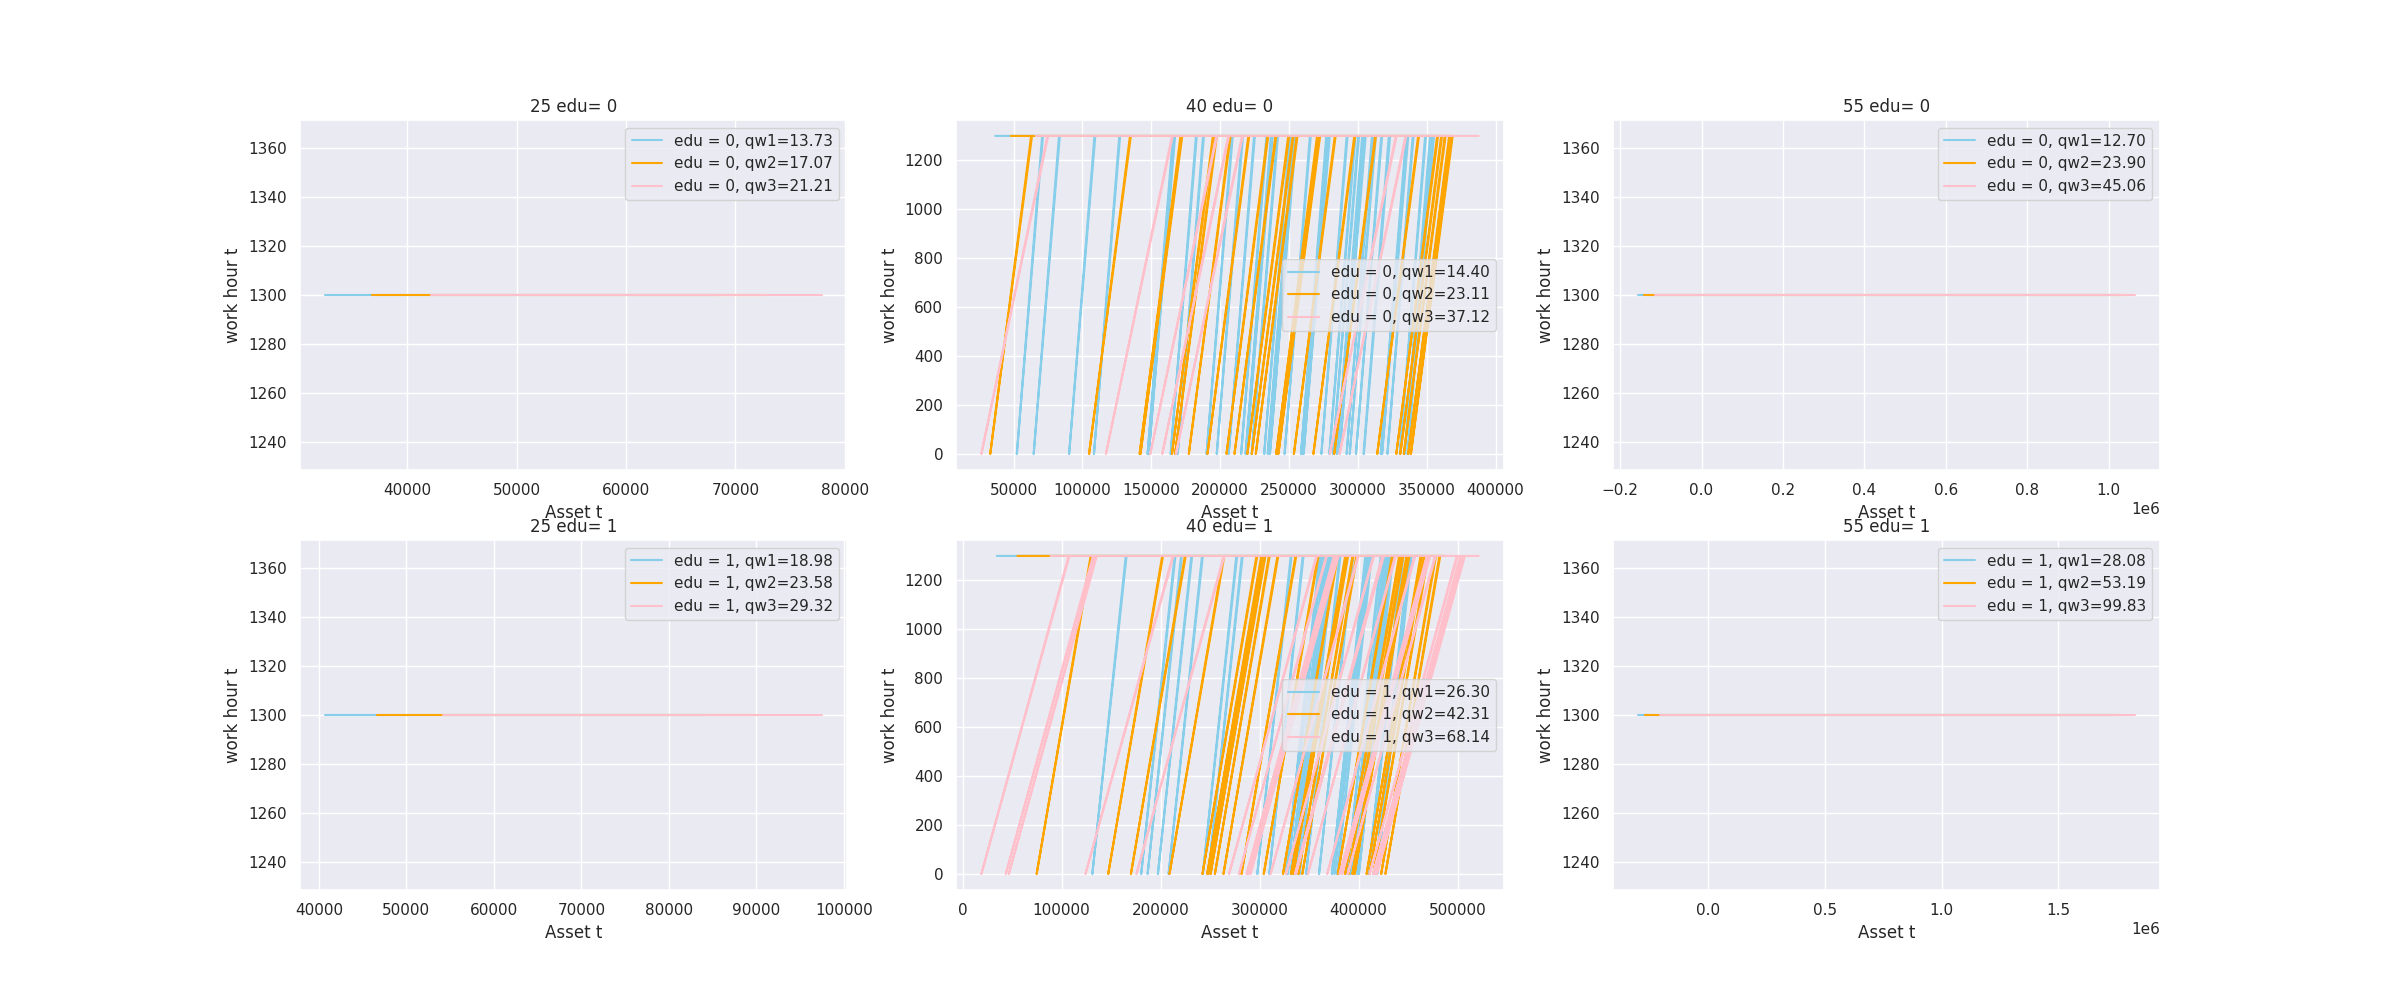 25 edu= 0
1360
1340
1320
1300
1280
1260
1240
work hour t
edu = 0, qw1=13.73
edu = 0, qw2=17.07
edu = 0, qw3=21.21
40000 50000 60000 70000 80000
Asset t
40 edu= 0
1200
1000
800
600
400
200
0
work hour t
edu = 0, qw1=14.40
edu = 0, qw2=23.11
edu = 0, qw3=37.12
50000 100000 150000 200000 250000 300000 350000 400000
Asset t
55 edu= 0
1360
1340
1320
1300
1280
1260
1240
work hour t
edu = 0, qw1=12.70
edu = 0, qw2=23.90
edu = 0, qw3=45.06
−0.2 0.0 0.2 0.4 0.6 0.8 1.0
1e6
Asset t
25 edu= 1
1360
1340
1320
1300
1280
1260
1240
work hour t
edu = 1, qw1=18.98
edu = 1, qw2=23.58
edu = 1, qw3=29.32
40000 50000 60000 70000 80000 90000 100000
Asset t
40 edu= 1
1200
1000
800
600
400
200
0
work hour t
edu = 1, qw1=26.30
edu = 1, qw2=42.31
edu = 1, qw3=68.14
0 100000 200000 300000 400000 500000
Asset t
55 edu= 1
1360
1340
1320
1300
1280
1260
1240
work hour t
edu = 1, qw1=28.08
edu = 1, qw2=53.19
edu = 1, qw3=99.83
0.0 0.5 1.0 1.5
1e6
Asset t